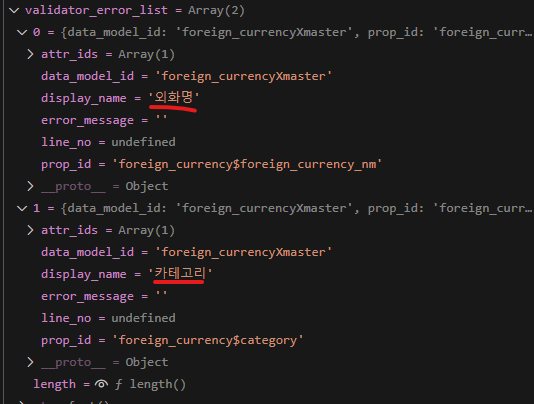 validator_error_list = Array(2)
0 = {data_model_id: 'foreign_currencyXmaster', prop_id: 'foreign_curr…
attr_ids = Array(1)
data_model_id = 'foreign_currencyXmaster'
display_name = '외화명'
error_message = ''
line_no = undefined
prop_id = 'foreign_currency$foreign_currency_nm'
__proto__ = Object
1 = {data_model_id: 'foreign_currencyXmaster', prop_id: 'foreign_curr…
attr_ids = Array(1)
data_model_id = 'foreign_currencyXmaster'
display_name = '카테고리'
error_message = ''
line_no = undefined
prop_id = 'foreign_currency$category'
__proto__ = Object
length = ƒ length()